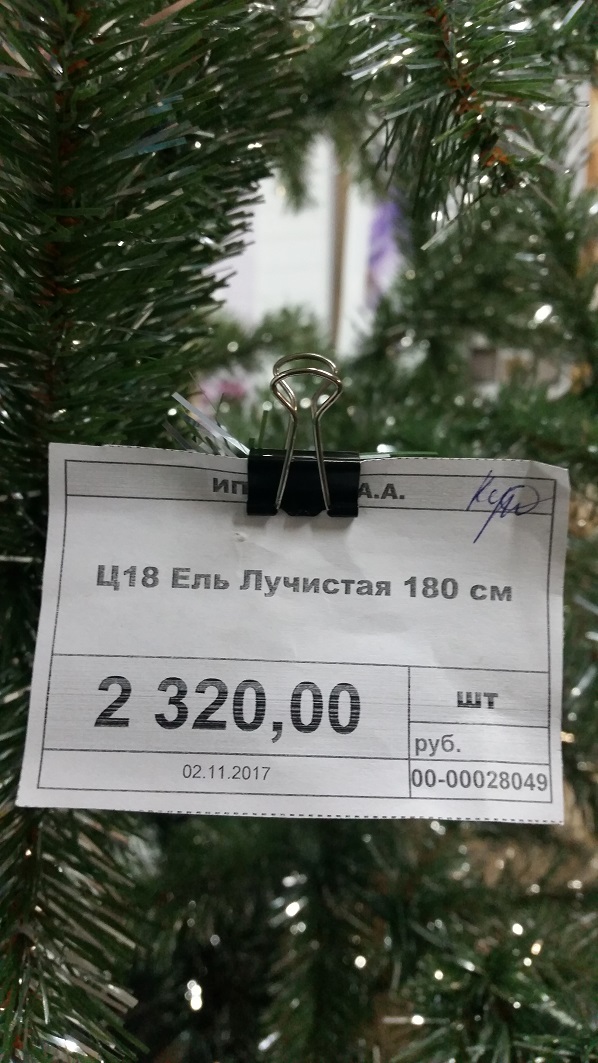 ИП А.А.
Ц18 Ель Лучистая 180 см
2 320,00
шт
руб.
02.11.2017
00-00028049